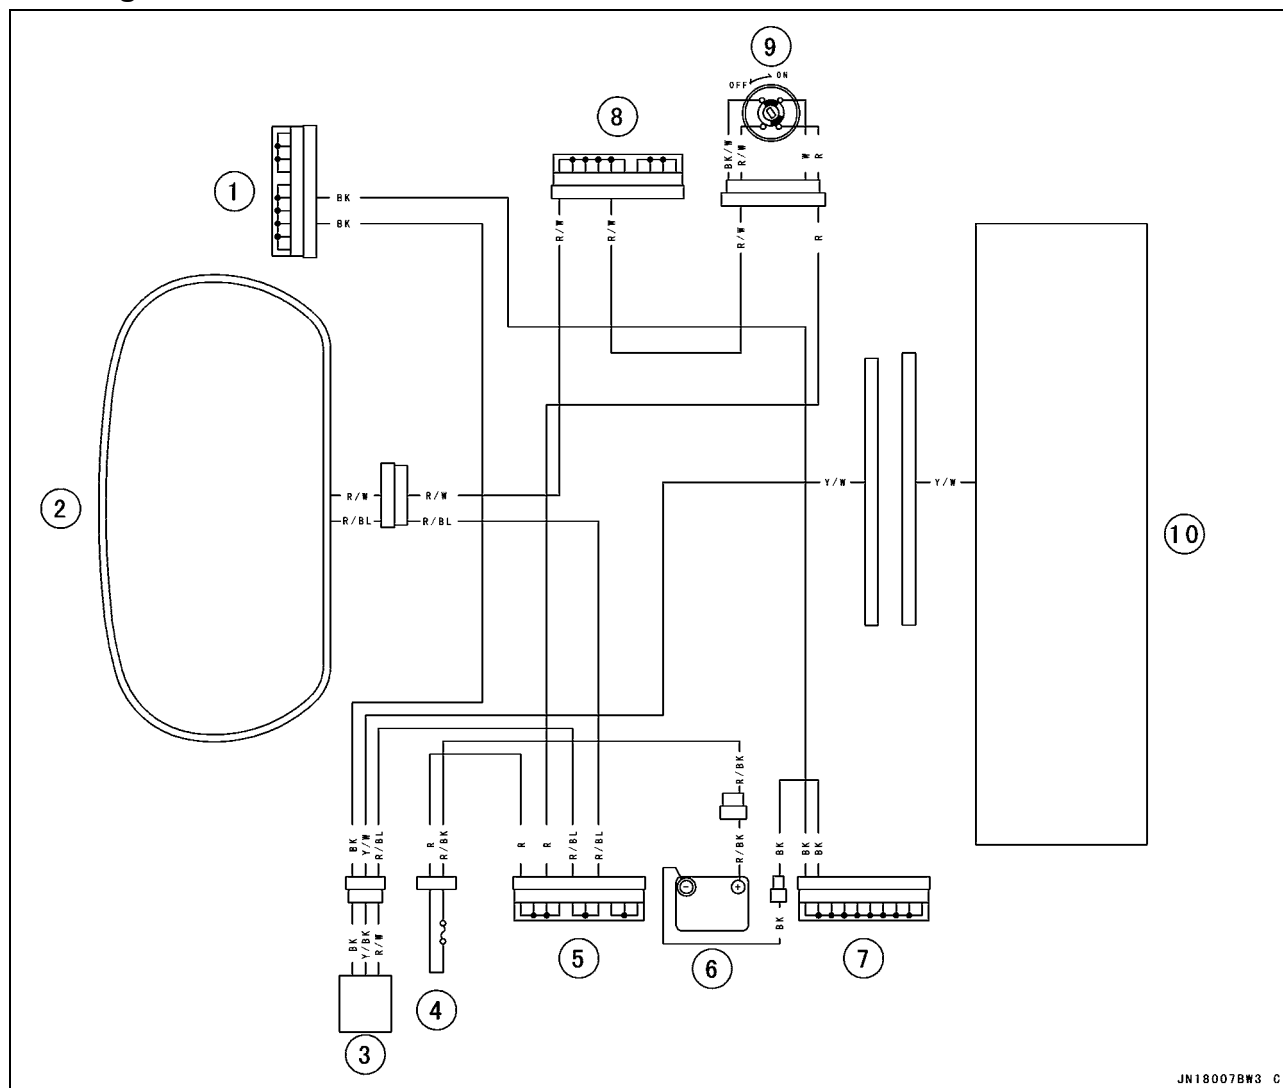 9
OFF ON
8
BK/W R/W W R
1
BK
BK
R/W R/W R/W R
2
R/W R/W
R/BL R/BL
Y/W Y/W
10
R/BK
BK Y/W R/BL R R/BK R R R/BL R/BL R/BK BK BK BK
- +
BK Y/BK R/W BK
5 6 7
4
3
JN18007BW3 C